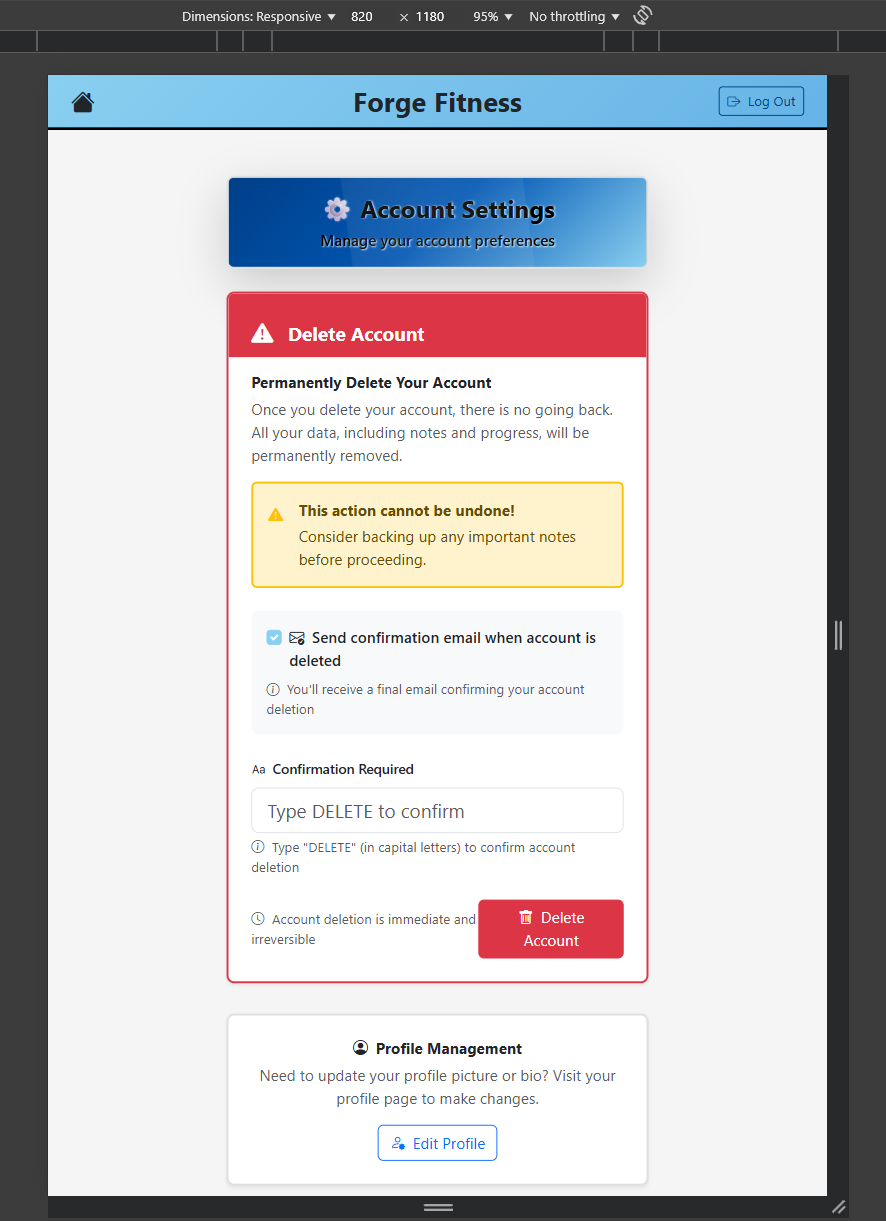 Dimensions: Responsive ▼ 820 × 1180 95% ▼ No throttling ▼
Forge Fitness
Log Out
Account Settings
Manage your account preferences
Delete Account
Permanently Delete Your Account
Once you delete your account, there is no going back.
All your data, including notes and progress, will be
permanently removed.
This action cannot be undone!
Consider backing up any important notes
before proceeding.
Send confirmation email when account is
deleted
You'll receive a final email confirming your account
deletion
Aa Confirmation Required
Type DELETE to confirm
Type "DELETE" (in capital letters) to confirm account
deletion
Account deletion is immediate and
irreversible
Delete
Account
Profile Management
Need to update your profile picture or bio? Visit your
profile page to make changes.
Edit Profile